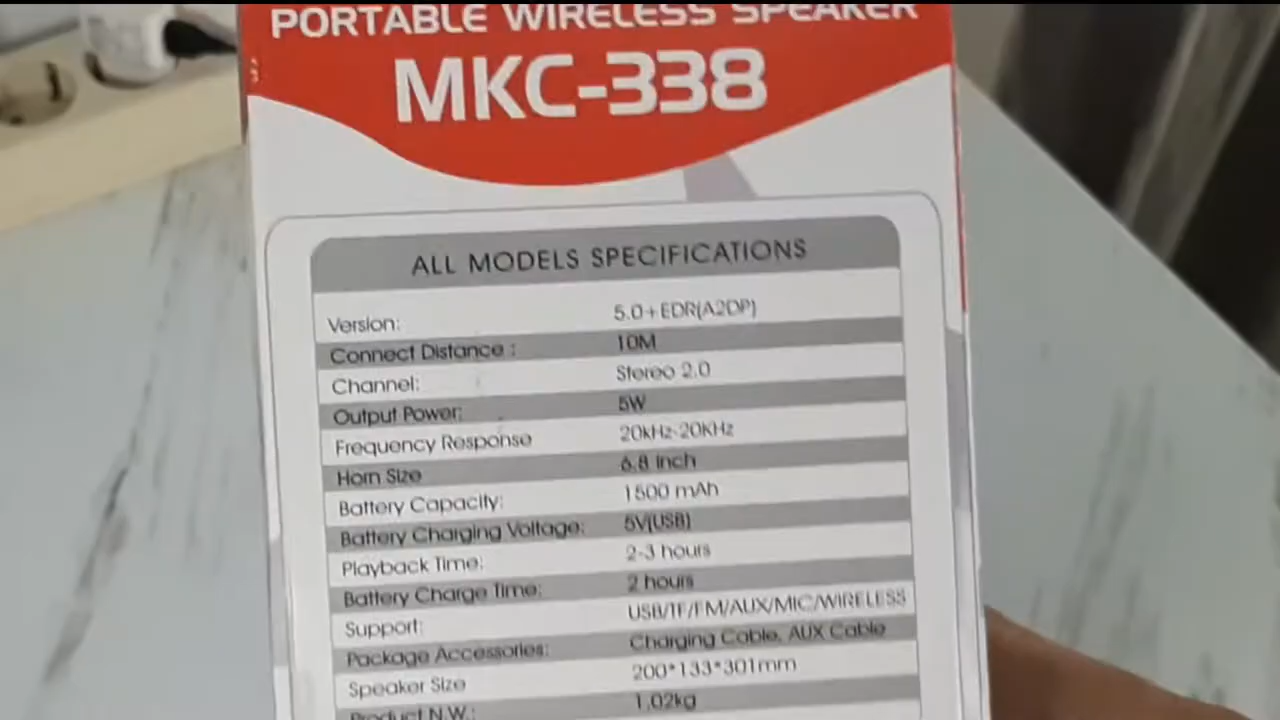 PORTABLE WIRELESS SPEAKER
MKC-338
ALL MODELS SPECIFICATIONS
Version: 5.0+EDR(A2DP)
Connect Distance : 10M
Channel: Stereo 2.0
Output Power: 5W
Frequency Response 20kHz-20KHz
Horn Size 6.8 inch
Battery Capacity: 1500 mAh
Battery Charging Voltage: 5V(USB)
Playback Time: 2-3 hours
Battery Charge Time: 2 hours
Support: USB/TF/FM/AUX/MIC/WIRELESS
Package Accessories: Charging Cable, AUX Cable
Speaker Size 200*133*301mm
Product N.W.: 1.02kg